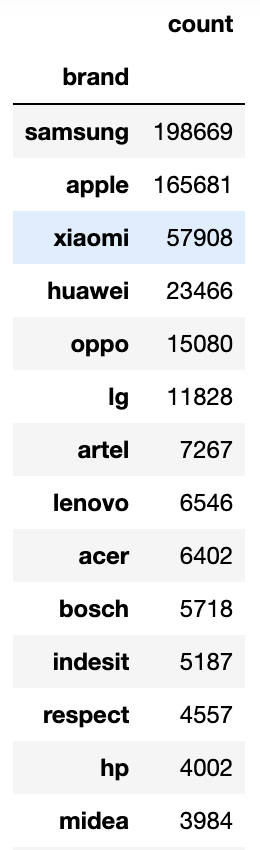 count
brand
samsung 198669
apple 165681
xiaomi 57908
huawei 23466
oppo 15080
lg 11828
artel 7267
lenovo 6546
acer 6402
bosch 5718
indesit 5187
respect 4557
hp 4002
midea 3984